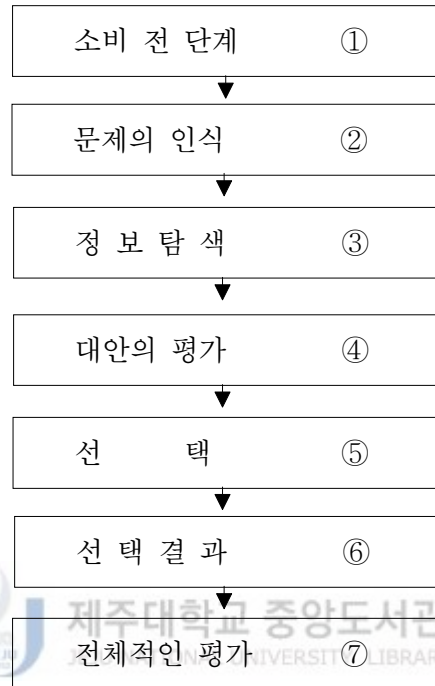 소비 전 단계 ①
문제의 인식 ②
정 보 탐 색 ③
대안의 평가 ④
선 택 ⑤
선 택 결 과 ⑥
제주대학교 중앙도서관
전체적인 평가 ⑦